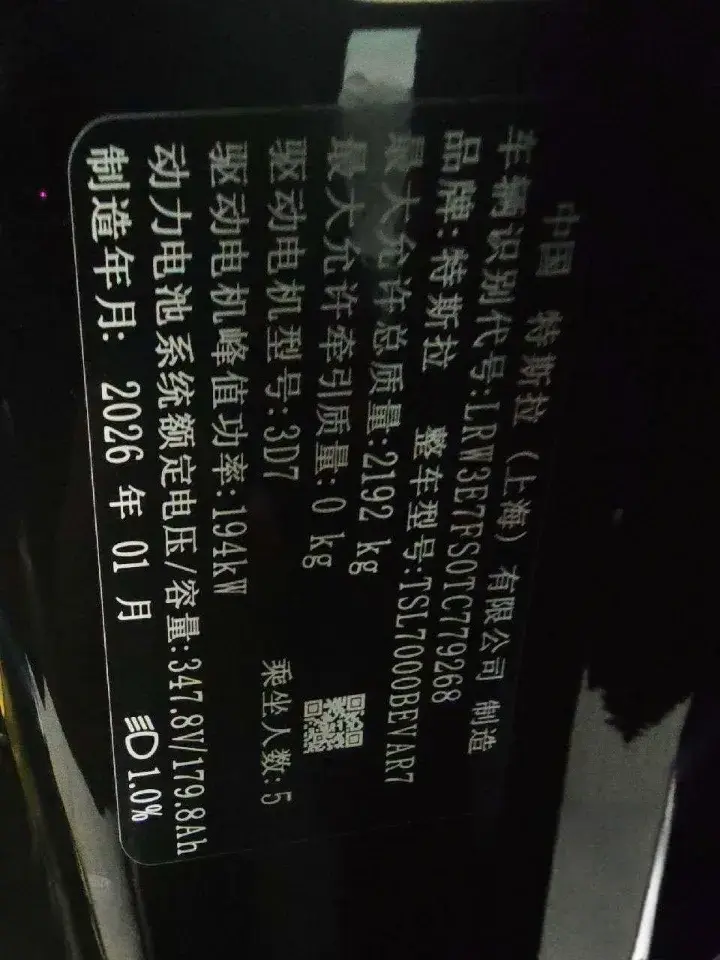 中国 特斯拉（上海）有限公司 制造
车辆识别代号:LRW3E7FS0TC779268
品牌:特斯拉 整车型号:TSL7000BEVAR7
最大允许总质量:2192 kg
最大允许牵引质量:0 kg
驱动电机型号:3D7 乘坐人数:5
驱动电机峰值功率:194kW
动力电池系统额定电压/容量:347.8V/179.8Ah
制造年月: 2026 年 01 月 1.0%